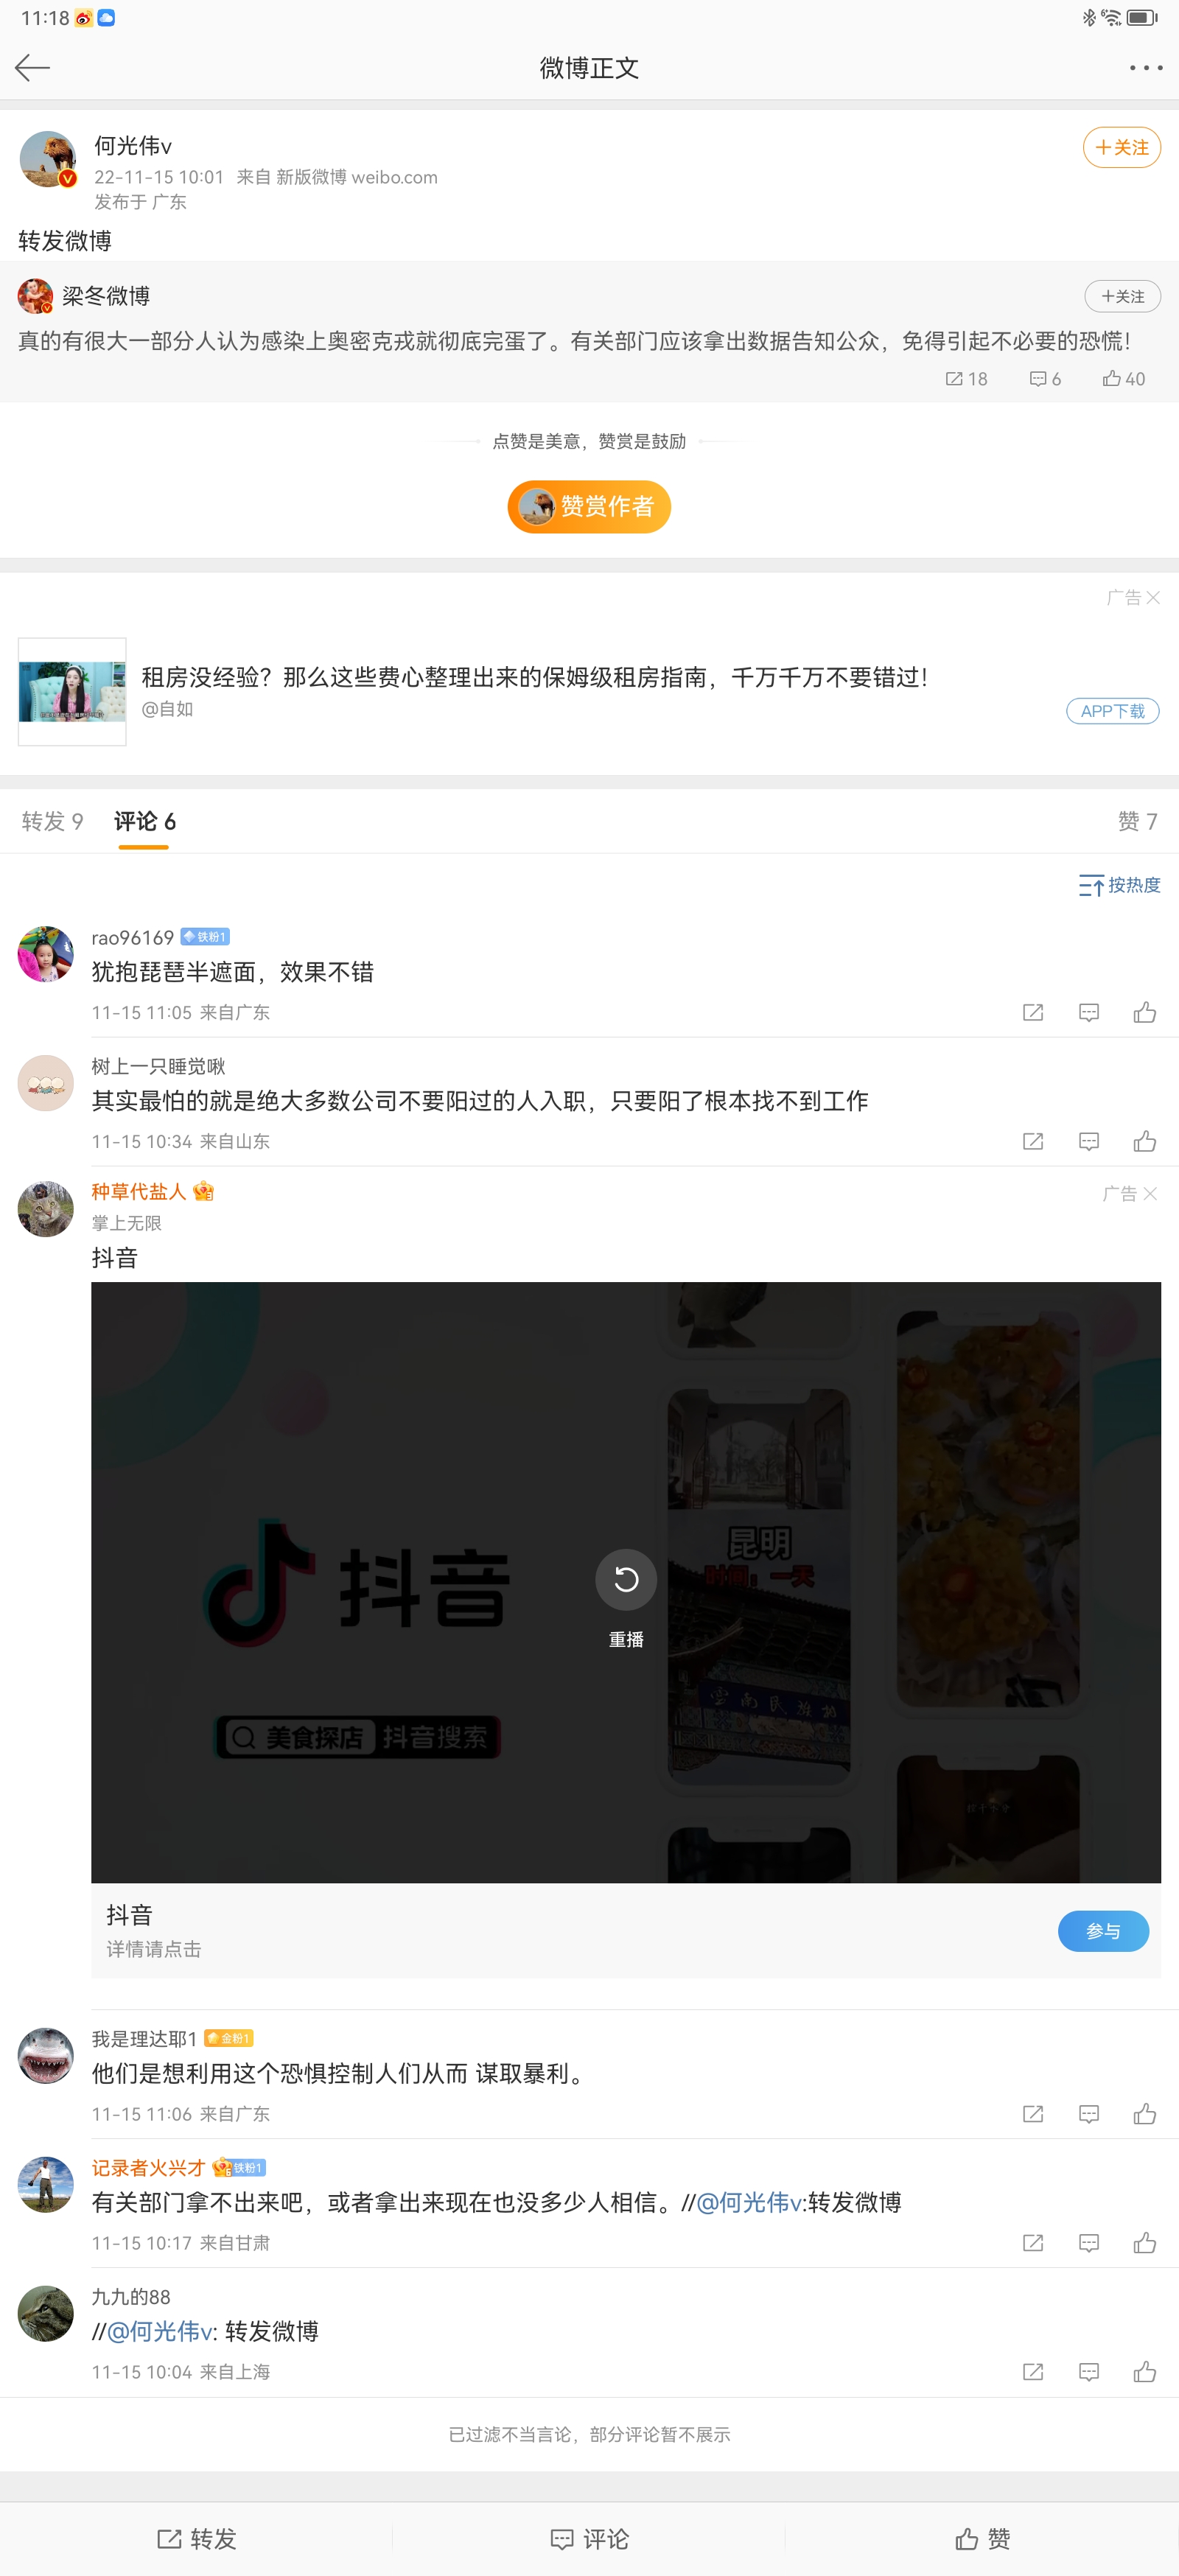 11:18
微博正文
何光伟v
+关注
22-11-15 10:01 来自 新版微博 weibo.com
发布于 广东
转发微博
梁冬微博
+关注
真的有很大一部分人认为感染上奥密克戎就彻底完蛋了。有关部门应该拿出数据告知公众，免得引起不必要的恐慌！
18 6 40
点赞是美意，赞赏是鼓励
赞赏作者
广告
租房没经验？那么这些费心整理出来的保姆级租房指南，千万千万不要错过！
@自如
APP下载
转发 9 评论 6 赞 7
按热度
rao96169 铁粉1
犹抱琵琶半遮面，效果不错
11-15 11:05 来自广东
树上一只睡觉啾
其实最怕的就是绝大多数公司不要阳过的人入职，只要阳了根本找不到工作
11-15 10:34 来自山东
种草代盐人
广告
掌上无限
抖音
昆明
时间：一天
抖音
重播
云南民族村
美食探店 抖音搜索
抖音
详情请点击
参与
我是理达耶1 金粉1
他们是想利用这个恐惧控制人们从而 谋取暴利。
11-15 11:06 来自广东
记录者火兴才 铁粉1
有关部门拿不出来吧，或者拿出来现在也没多少人相信。//@何光伟v:转发微博
11-15 10:17 来自甘肃
九九的88
//@何光伟v: 转发微博
11-15 10:04 来自上海
已过滤不当言论，部分评论暂不展示
转发 评论 赞